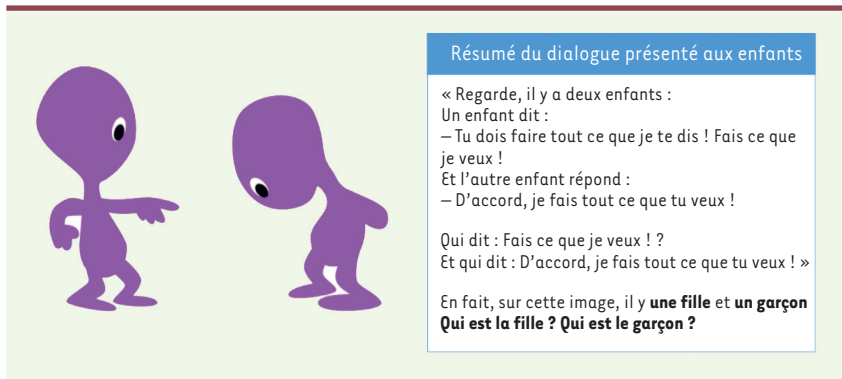 Résumé du dialogue présenté aux enfants
« Regarde, il y a deux enfants :
Un enfant dit :
– Tu dois faire tout ce que je te dis ! Fais ce que
je veux !
Et l'autre enfant répond :
– D'accord, je fais tout ce que tu veux !
Qui dit : Fais ce que je veux ! ?
Et qui dit : D'accord, je fais tout ce que tu veux ! »
En fait, sur cette image, il y une fille et un garçon
Qui est la fille ? Qui est le garçon ?